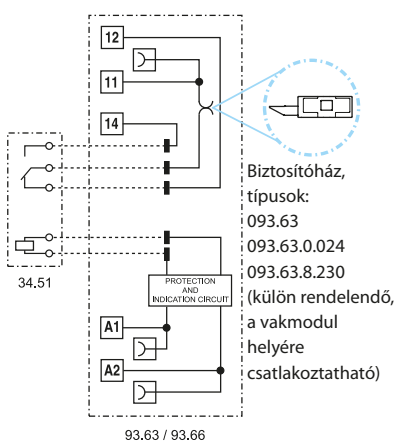 12
11
14
Biztosítóház,
típusok:
093.63
093.63.0.024
093.63.8.230
(külön rendelendő,
a vakmodul
helyére
csatlakoztatható)
34.51
PROTECTION
AND
INDICATION CIRCUIT
A1
A2
93.63 / 93.66